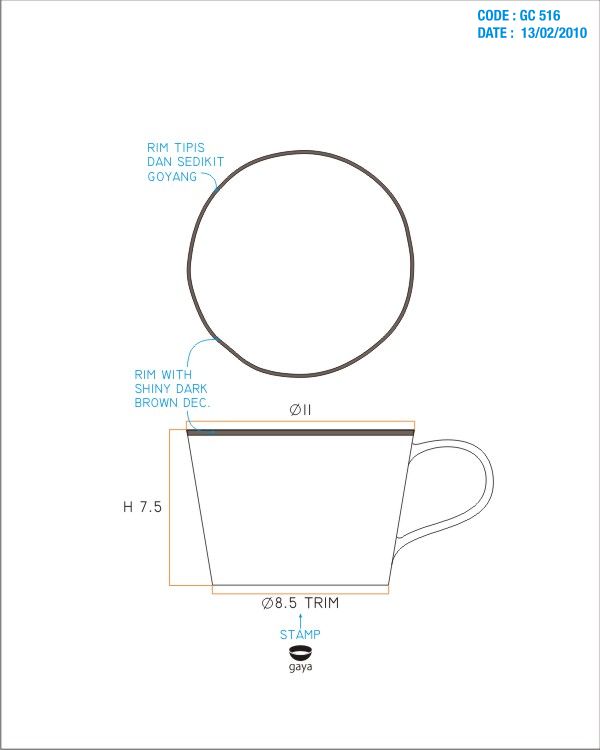 CODE : GC 516
DATE : 13/02/2010
RIM TIPIS
DAN SEDIKIT
GOYANG
RIM WITH
SHINY DARK
BROWN DEC.
Ø11
H 7.5
Ø8.5 TRIM
STAMP
gaya